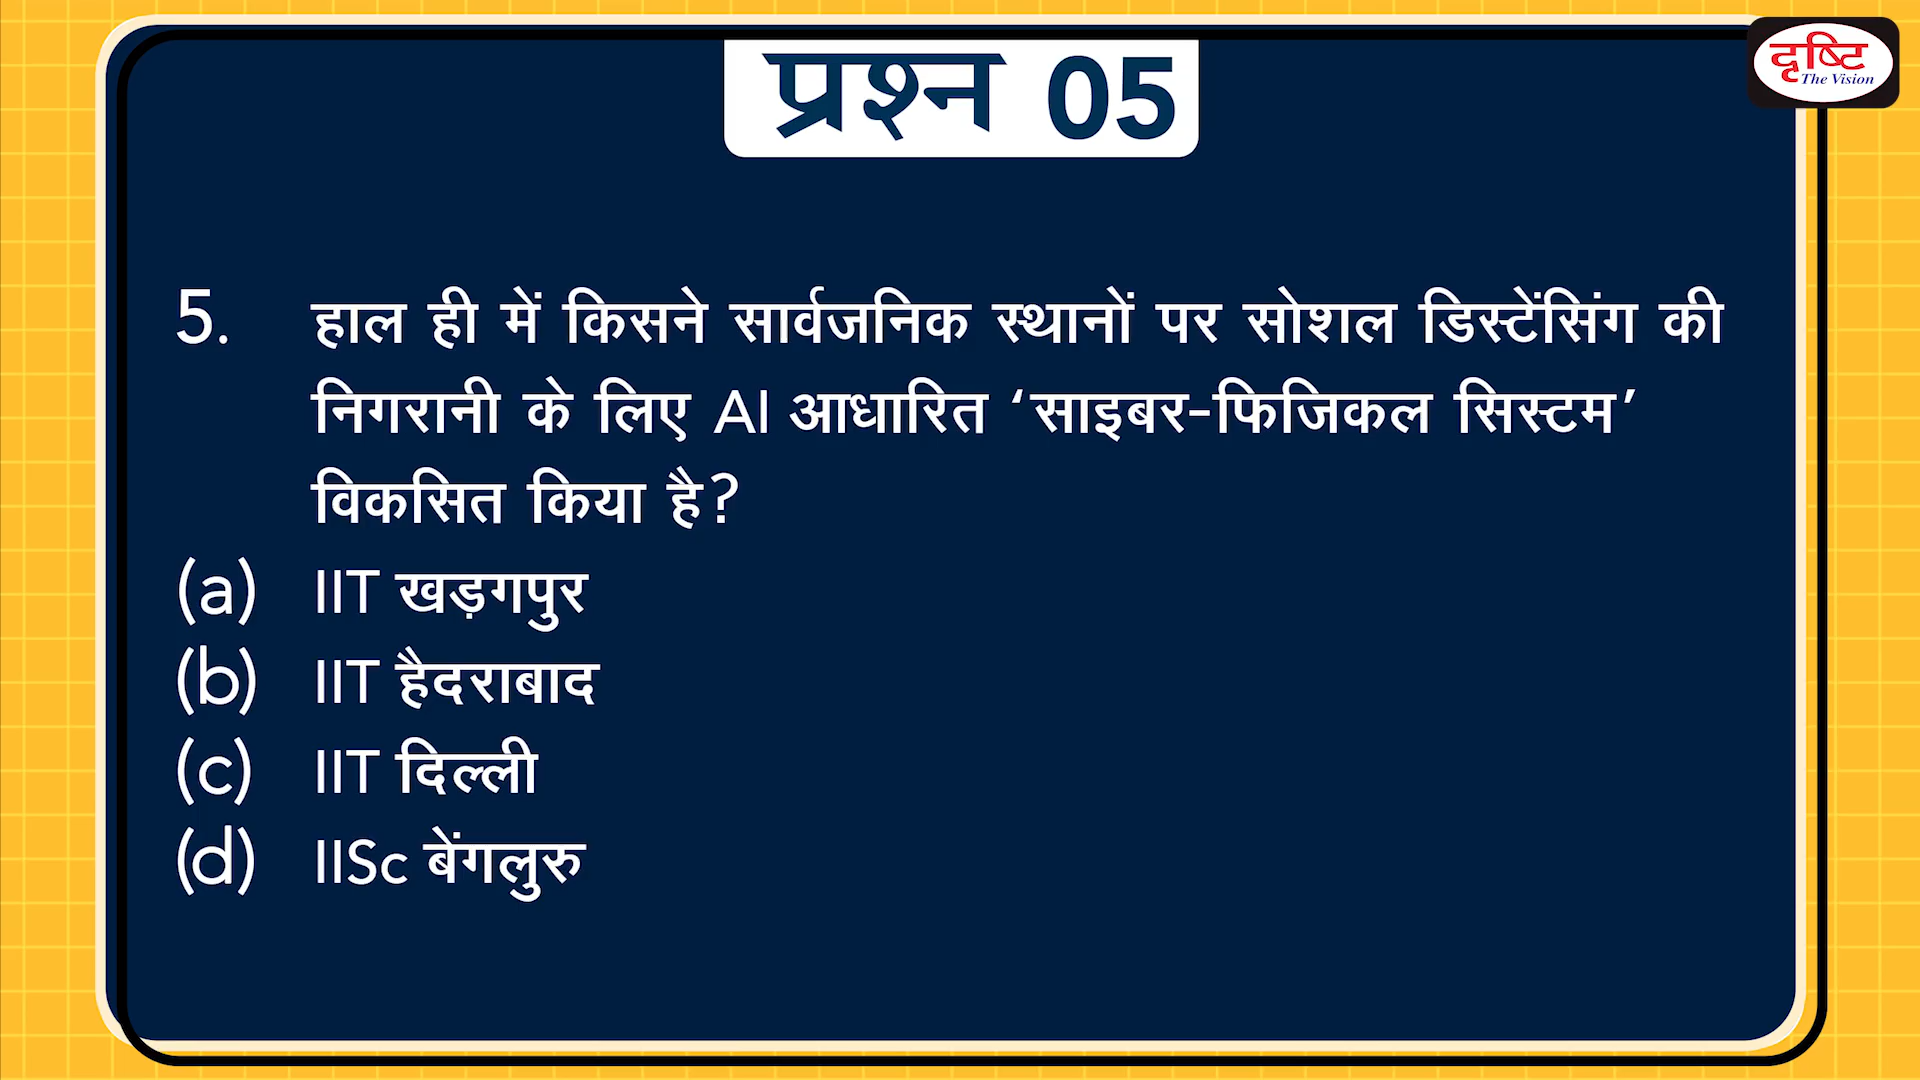 दृष्टि
The Vision
प्रश्न 05
5. हाल ही में किसने सार्वजनिक स्थानों पर सोशल डिस्टेंसिंग की
निगरानी के लिए AI आधारित ‘साइबर-फिजिकल सिस्टम’
विकसित किया है?
(a) IIT खड़गपुर
(b) IIT हैदराबाद
(c) IIT दिल्ली
(d) IISc बेंगलुरु